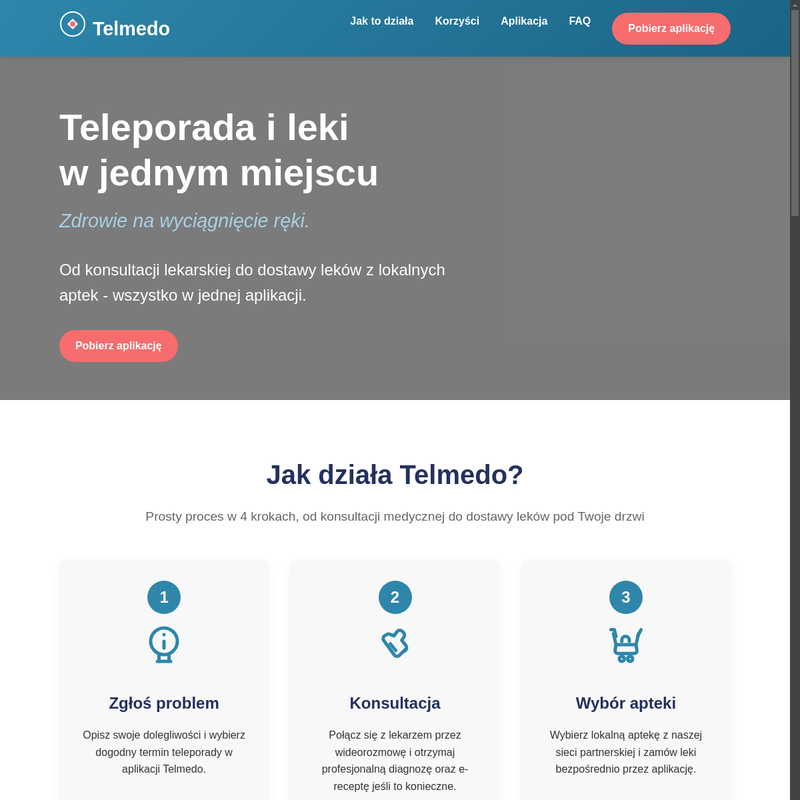 Telmedo
Jak to działa
Korzyści
Aplikacja
FAQ
Pobierz aplikację
Teleporada i leki
w jednym miejscu
Zdrowie na wyciągnięcie ręki.
Od konsultacji lekarskiej do dostawy leków z lokalnych
aptek - wszystko w jednej aplikacji.
Pobierz aplikację
Jak działa Telmedo?
Prosty proces w 4 krokach, od konsultacji medycznej do dostawy leków pod Twoje drzwi
1
Zgłoś problem
Opisz swoje dolegliwości i wybierz
dogodny termin teleporady w
aplikacji Telmedo.
2
Konsultacja
Połącz się z lekarzem przez
wideorozmowę i otrzymaj
profesjonalną diagnozę oraz e-
receptę jeśli to konieczne.
3
Wybór apteki
Wybierz lokalną aptekę z naszej
sieci partnerskiej i zamów leki
bezpośrednio przez aplikację.